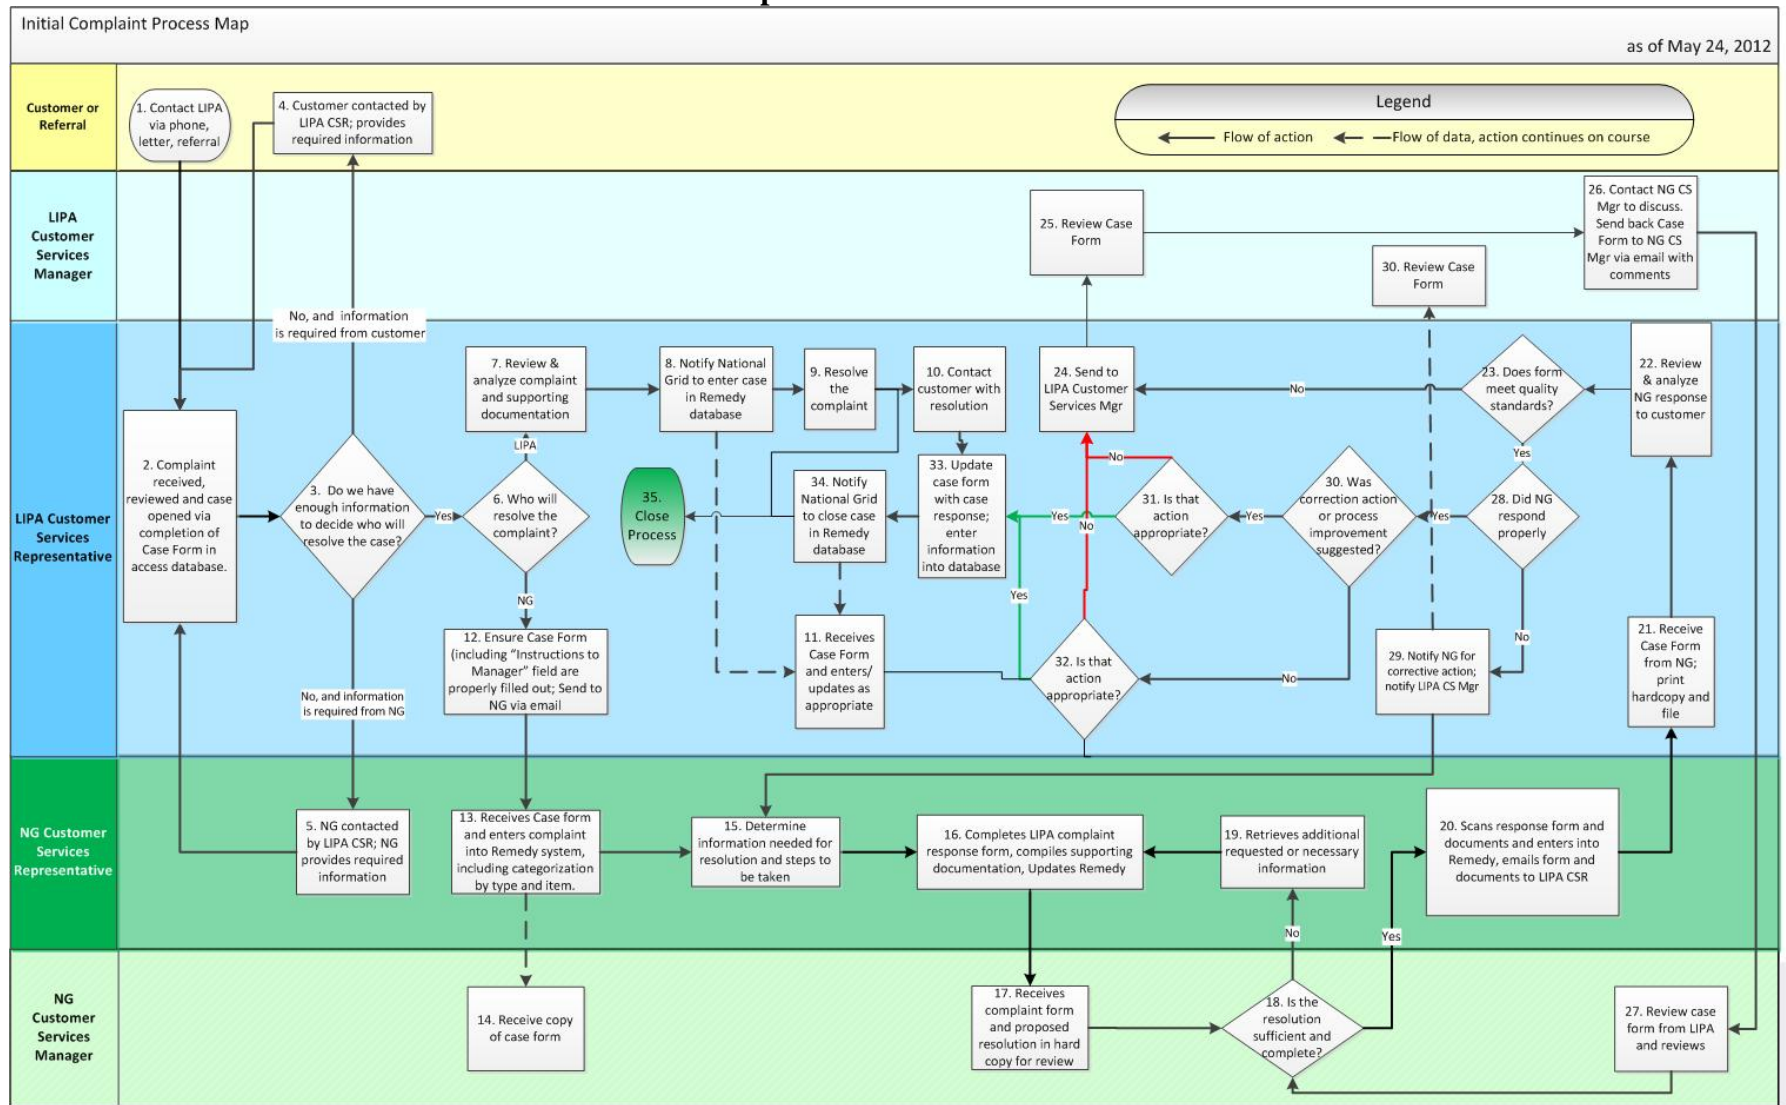 Initial Complaint Process Map
as of May 24, 2012
Customer or
Referral
1. Contact LIPA
via phone,
letter, referral
4. Customer contacted by
LIPA CSR; provides
required information
Legend
Flow of action
Flow of data, action continues on course
LIPA
Customer
Services
Manager
25. Review Case
Form
26. Contact NG CS
Mgr to discuss.
Send back Case
Form to NG CS
Mgr via email with
comments
30. Review Case
Form
No, and information
is required from customer
LIPA Customer
Services
Representative
2. Complaint
received,
reviewed and case
opened via
completion of
Case Form in
access database.
3. Do we have
enough information
to decide who will
resolve the case?
Yes
6. Who will
resolve the
complaint?
LIPA
NG
7. Review &
analyze complaint
and supporting
documentation
8. Notify National
Grid to enter case
in Remedy
database
9. Resolve
the
complaint
10. Contact
customer with
resolution
24. Send to
LIPA Customer
Services Mgr
No
23. Does form
meet quality
standards?
22. Review
& analyze
NG response
to customer
Yes
35.
Close
Process
34. Notify
National Grid
to close case
in Remedy
database
33. Update
case form
with case
response;
enter
information
into database
Yes
No
No
31. Is that
action
appropriate?
Yes
30. Was
correction action
or process
improvement
suggested?
Yes
28. Did NG
respond
properly
Yes
No
12. Ensure Case Form
(including "Instructions to
Manager" field are
properly filled out; Send to
NG via email
11. Receives
Case Form
and enters/
updates as
appropriate
32. Is that
action
appropriate?
No
29. Notify NG for
corrective action;
notify LIPA CS Mgr
21. Receive
Case Form
from NG;
print
hardcopy and
file
No, and information
is required from NG
NG Customer
Services
Representative
5. NG contacted
by LIPA CSR; NG
provides required
information
13. Receives Case form
and enters complaint
into Remedy system,
including categorization
by type and item.
15. Determine
information needed for
resolution and steps to
be taken
16. Completes LIPA complaint
response form, compiles supporting
documentation, Updates Remedy
19. Retrieves additional
requested or necessary
information
20. Scans response form and
documents and enters into
Remedy, emails form and
documents to LIPA CSR
No
Yes
NG
Customer
Services
Manager
14. Receive copy
of case form
17. Receives
complaint form
and proposed
resolution in hard
copy for review
18. Is the
resolution
sufficient and
complete?
27. Review case
form from LIPA
and reviews